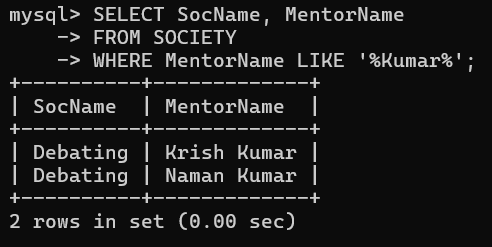 mysql> SELECT SocName, MentorName
    -> FROM SOCIETY
    -> WHERE MentorName LIKE '%Kumar%';
+----------+-------------+
| SocName  | MentorName  |
+----------+-------------+
| Debating | Krish Kumar |
| Debating | Naman Kumar |
+----------+-------------+
2 rows in set (0.00 sec)